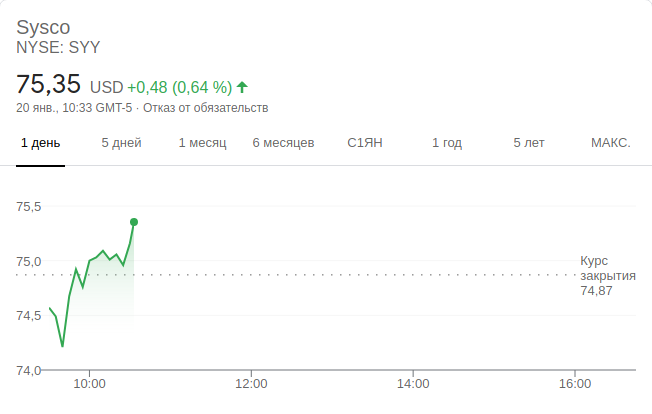 Sysco
NYSE: SYY
75,35 USD +0,48 (0,64 %)
20 янв., 10:33 GMT-5 · Отказ от обязательств
1 день 5 дней 1 месяц 6 месяцев С1ЯН 1 год 5 лет МАКС.
75,5
75,0
Курс
закрытия
74,87
74,5
74,0
10:00 12:00 14:00 16:00